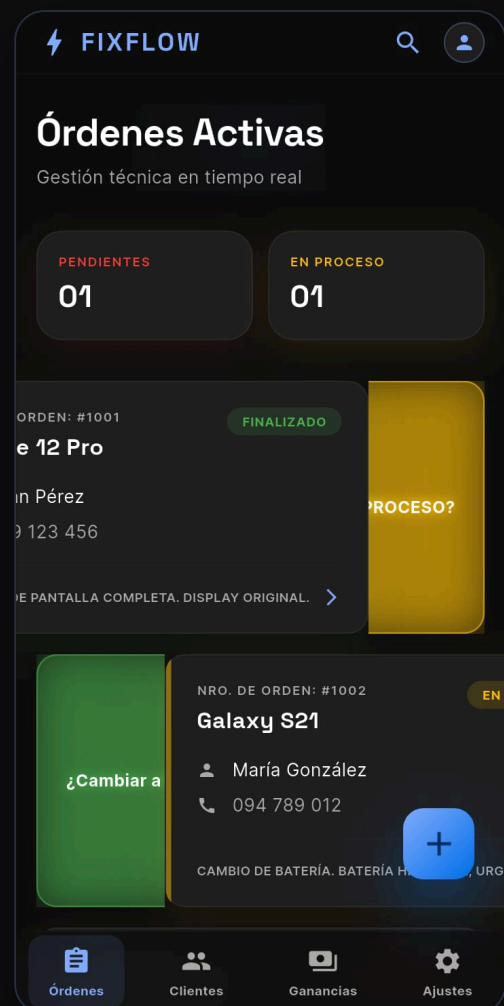 FIXFLOW
Órdenes Activas
Gestión técnica en tiempo real
PENDIENTES
01
EN PROCESO
01
ORDEN: #1001
FINALIZADO
e 12 Pro
n Pérez
9 123 456
DE PANTALLA COMPLETA. DISPLAY ORIGINAL.
PROCESO?
¿Cambiar a
NRO. DE ORDEN: #1002
EN
Galaxy S21
María González
094 789 012
CAMBIO DE BATERÍA. BATERÍA H , URG
Órdenes
Clientes
Ganancias
Ajustes